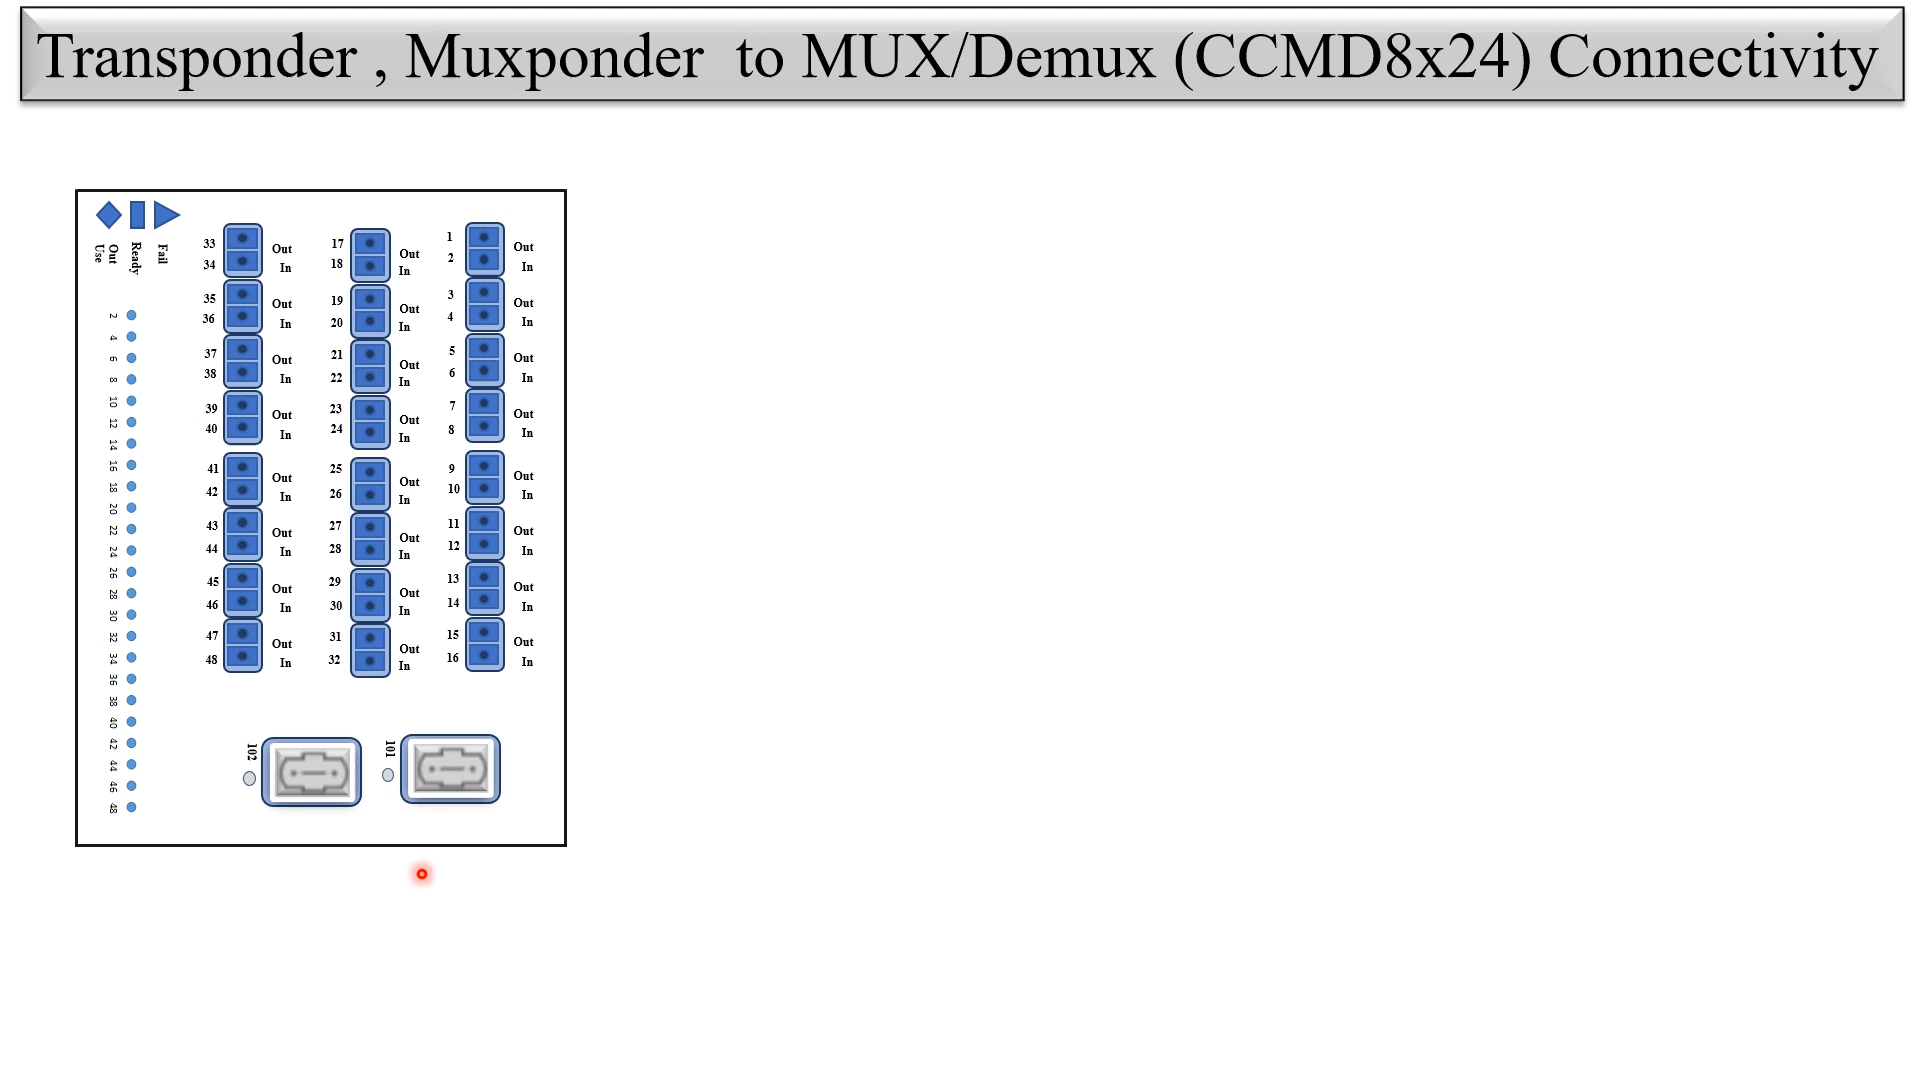 Transponder , Muxponder  to MUX/Demux (CCMD8x24) Connectivity
Use
Out
Ready
Fail
2
4
6
8
10
12
14
16
18
20
22
24
26
28
30
32
34
36
38
40
42
44
46
48
33 Out
34 In
35 Out
36 In
37 Out
38 In
39 Out
40 In
41 Out
42 In
43 Out
44 In
45 Out
46 In
47 Out
48 In
17 Out
18 In
19 Out
20 In
21 Out
22 In
23 Out
24 In
25 Out
26 In
27 Out
28 In
29 Out
30 In
31 Out
32 In
1 Out
2 In
3 Out
4 In
5 Out
6 In
7 Out
8 In
9 Out
10 In
11 Out
12 In
13 Out
14 In
15 Out
16 In
102
101